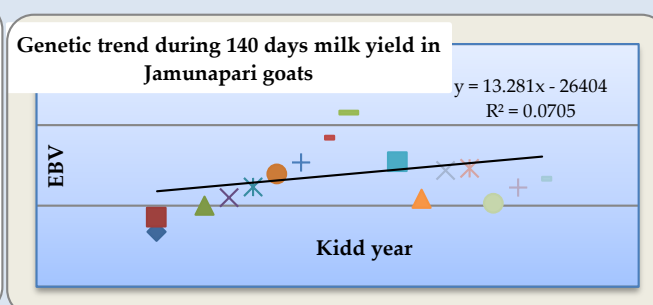 Genetic trend during 140 days milk yield in
Jamunapari goats
y = 13.281x - 26404
R² = 0.0705
EBV
Kidd year